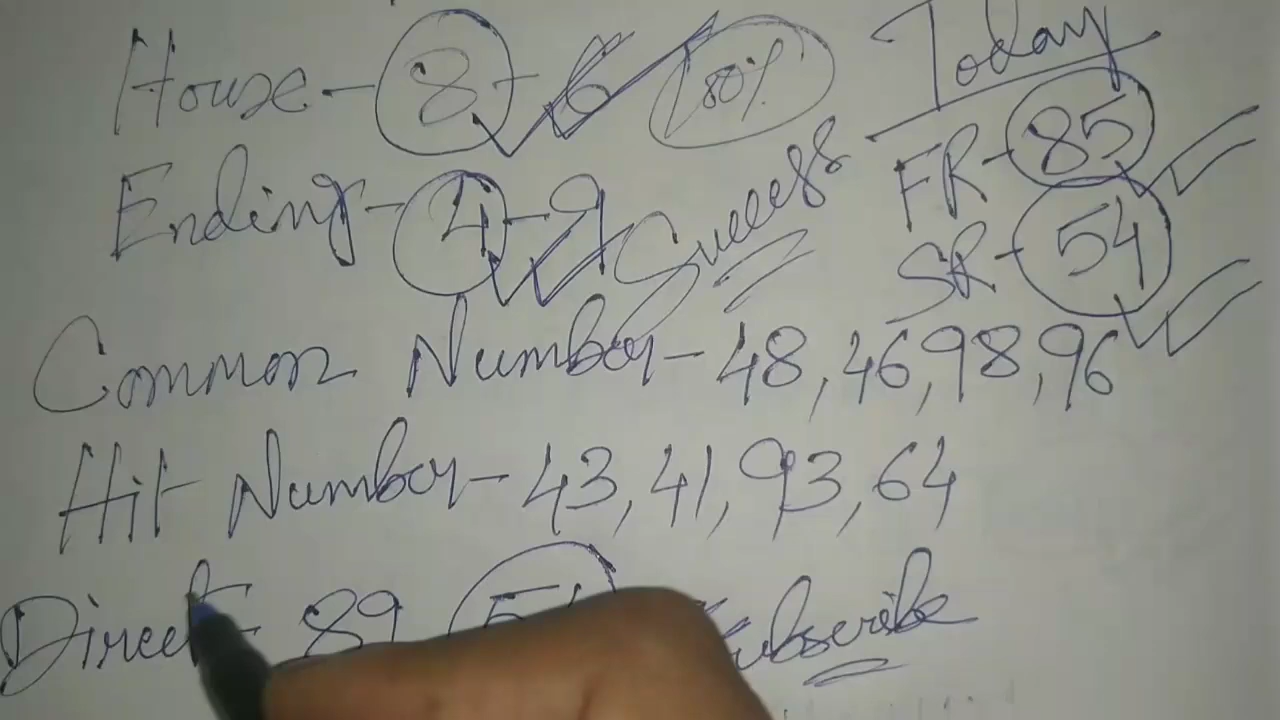 House - 8 - 6 80% Today
FR - 85
Ending - 4 - 9 Success
SR - 54
Common Number - 48, 46, 98, 96
Hit Number - 43, 41, 93, 64
Direct - 89 54 Subscribe